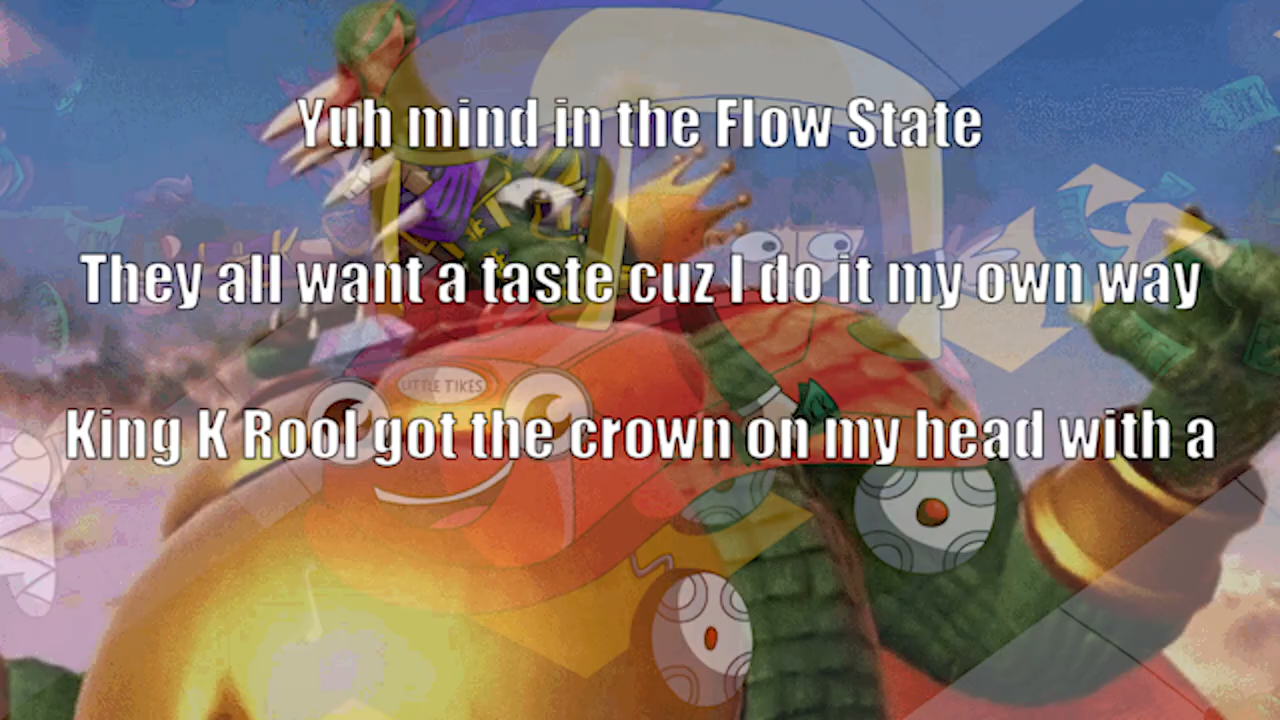 Yuh mind in the Flow State
They all want a taste cuz I do it my own way
LITTLE TIKES
King K Rool got the crown on my head with a